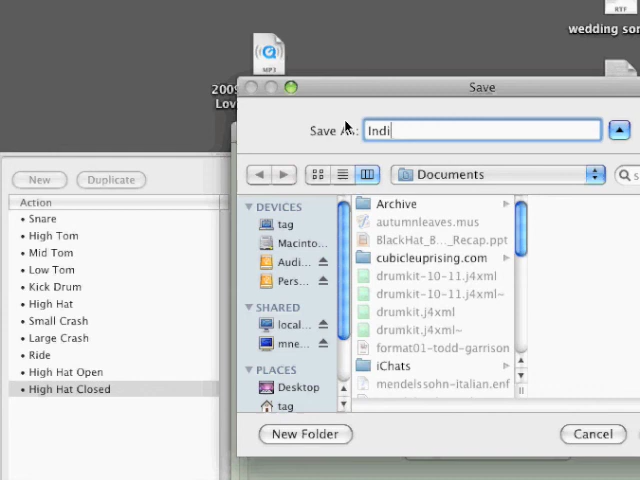 RTF
wedding son
MP3
2009
Lov
Save
Save As:
Indi
New
Duplicate
Documents
Action
Snare
High Tom
Mid Tom
Low Tom
Kick Drum
High Hat
Small Crash
Large Crash
Ride
High Hat Open
High Hat Closed
DEVICES
tag
Macinto...
Audi...
Pers...
SHARED
local...
mne...
PLACES
Desktop
tag
Archive
autumnleaves.mus
BlackHat_B..._Recap.ppt
cubicleuprising.com
drumkit-10-11.j4xml
drumkit-10-11.j4xml~
drumkit.j4xml
drumkit.j4xml~
format01-todd-garrison
iChats
mendelssohn-italian.enf
New Folder
Cancel